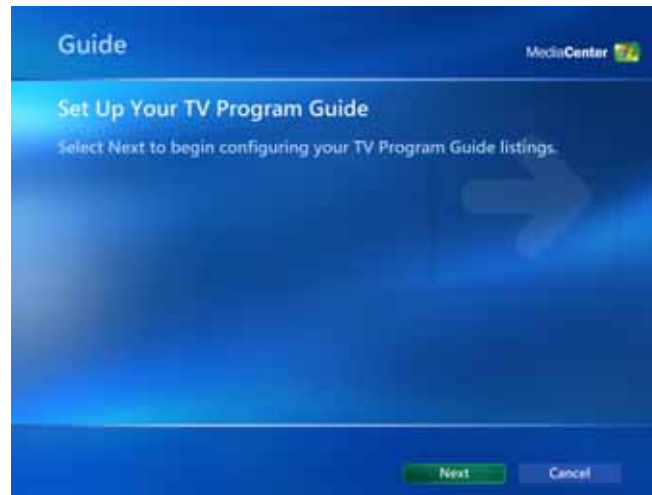 Guide
MediaCenter
Set Up Your TV Program Guide
Select Next to begin configuring your TV Program Guide listings.
Next Cancel